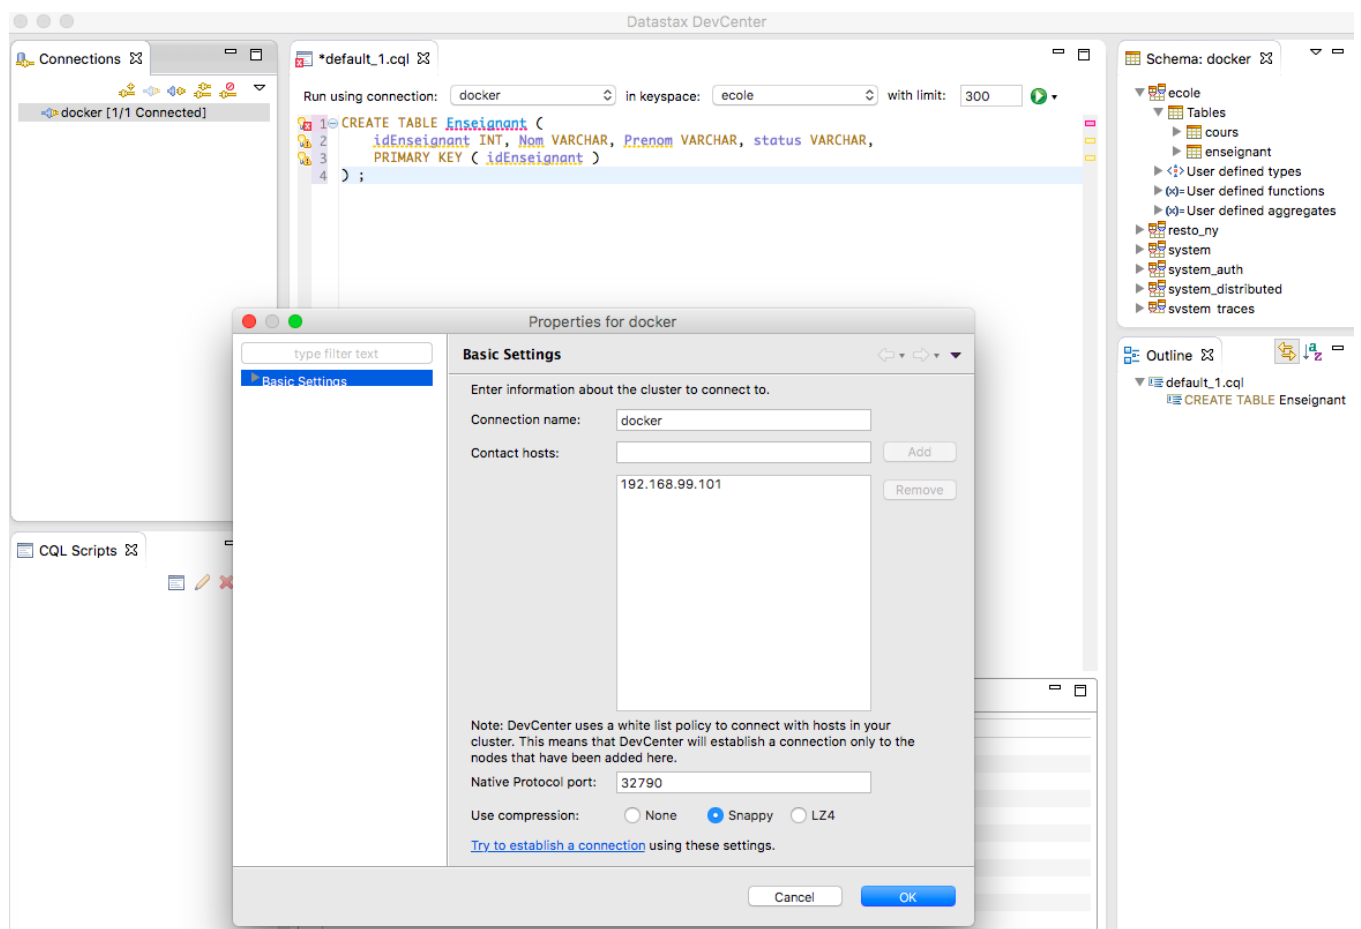 Datastax DevCenter
Connections
docker [1/1 Connected]
*default_1.cql
Run using connection: docker in keyspace: ecole with limit: 300
1 CREATE TABLE Enseignant (
2 idEnseignant INT, Nom VARCHAR, Prenom VARCHAR, status VARCHAR,
3 PRIMARY KEY ( idEnseignant )
4 ) ;
Schema: docker
ecole
Tables
cours
enseignant
User defined types
(x)= User defined functions
(x)= User defined aggregates
resto_ny
system
system_auth
system_distributed
system_traces
Outline
default_1.cql
CREATE TABLE Enseignant
CQL Scripts
Properties for docker
type filter text
Basic Settings
Basic Settings
Enter information about the cluster to connect to.
Connection name: docker
Contact hosts: Add
192.168.99.101
Remove
Note: DevCenter uses a white list policy to connect with hosts in your
cluster. This means that DevCenter will establish a connection only to the
nodes that have been added here.
Native Protocol port: 32790
Use compression: None Snappy LZ4
Try to establish a connection using these settings.
Cancel OK